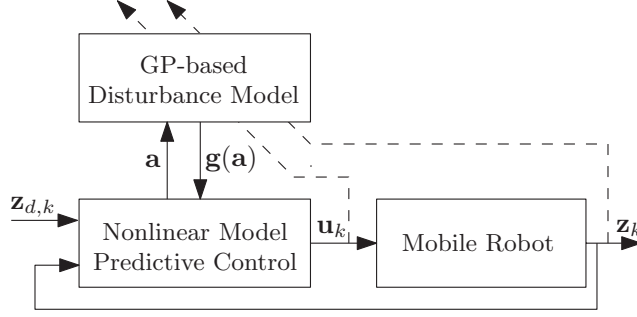 GP-based
Disturbance Model
a
g(a)
z_{d,k}
Nonlinear Model
Predictive Control
u_k
Mobile Robot
z_k